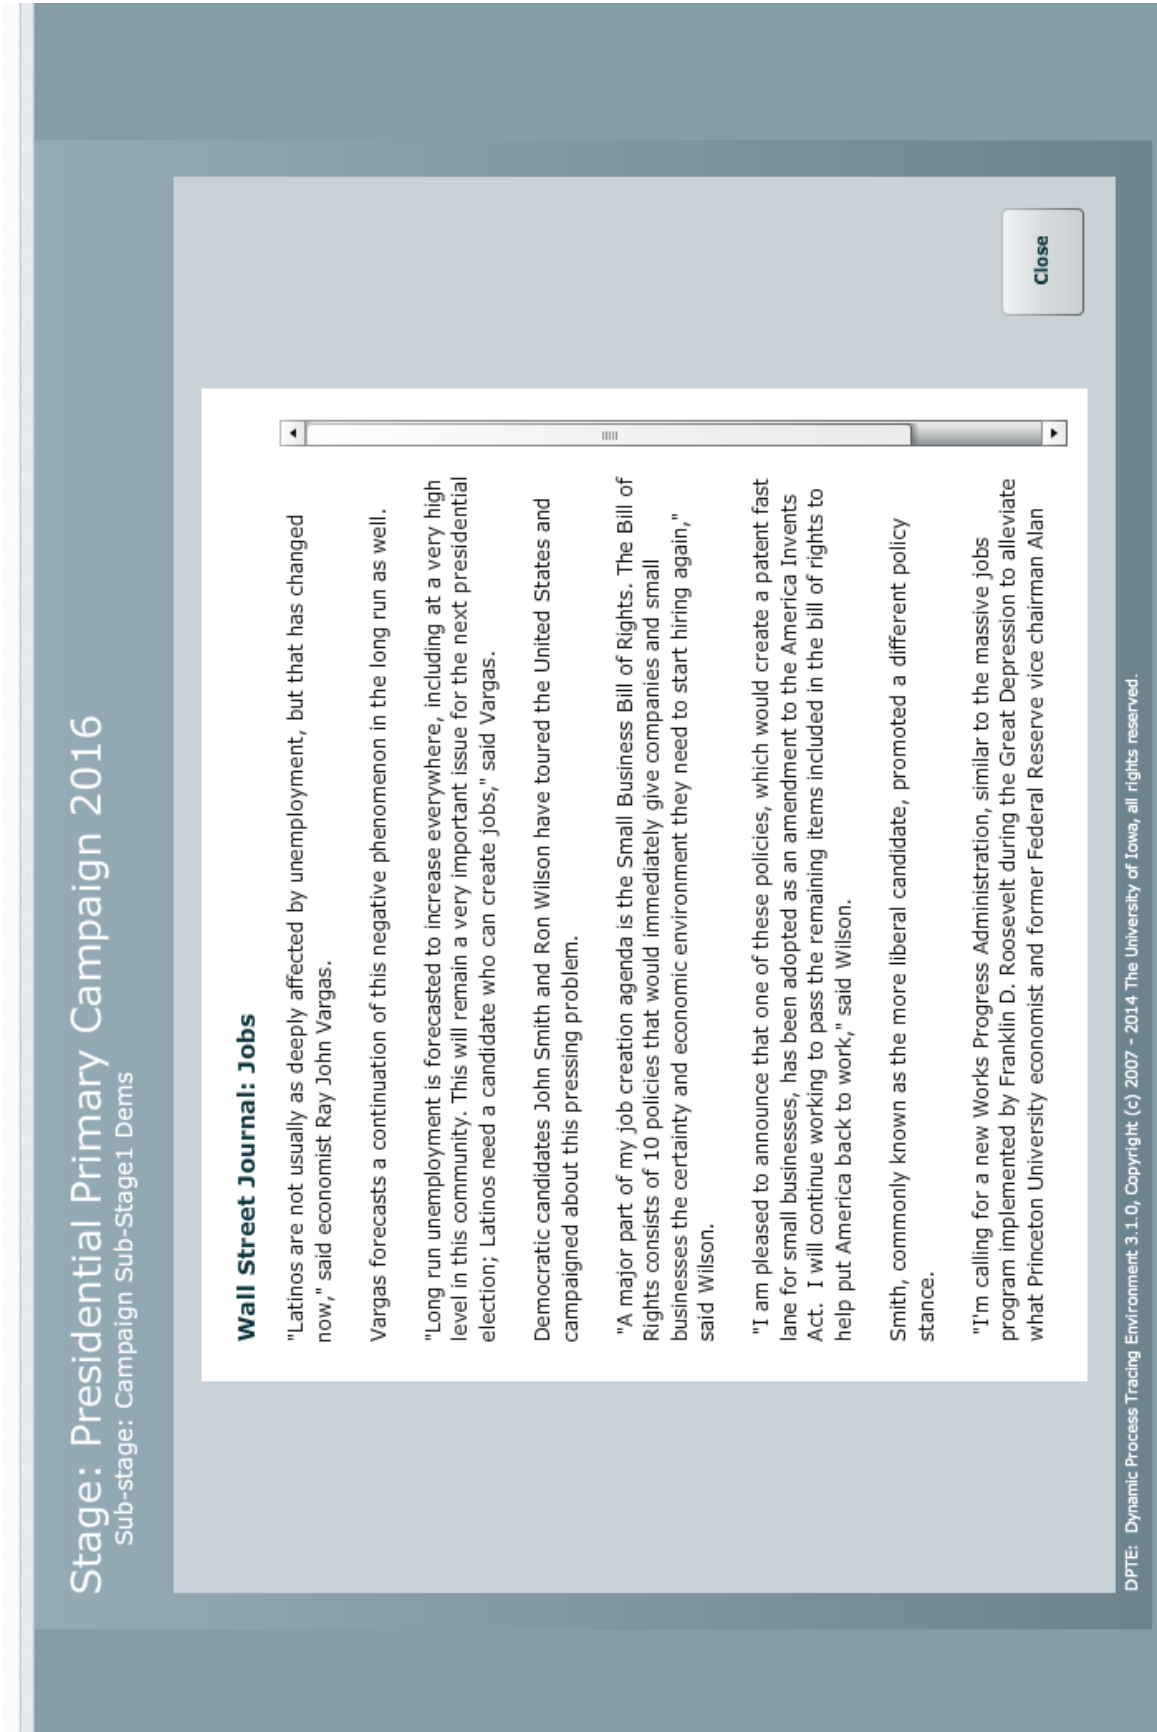 Stage: Presidential Primary Campaign 2016
Sub-stage: Campaign Sub-Stage1 Dems
Wall Street Journal: Jobs
"Latinos are not usually as deeply affected by unemployment, but that has changed
now," said economist Ray John Vargas.
Vargas forecasts a continuation of this negative phenomenon in the long run as well.
"Long run unemployment is forecasted to increase everywhere, including at a very high
level in this community. This will remain a very important issue for the next presidential
election; Latinos need a candidate who can create jobs," said Vargas.
Democratic candidates John Smith and Ron Wilson have toured the United States and
campaigned about this pressing problem.
"A major part of my job creation agenda is the Small Business Bill of Rights. The Bill of
Rights consists of 10 policies that would immediately give companies and small
businesses the certainty and economic environment they need to start hiring again,"
said Wilson.
"I am pleased to announce that one of these policies, which would create a patent fast
lane for small businesses, has been adopted as an amendment to the America Invents
Act.  I will continue working to pass the remaining items included in the bill of rights to
help put America back to work," said Wilson.
Smith, commonly known as the more liberal candidate, promoted a different policy
stance.
"I'm calling for a new Works Progress Administration, similar to the massive jobs
program implemented by Franklin D. Roosevelt during the Great Depression to alleviate
what Princeton University economist and former Federal Reserve vice chairman Alan
Close
DPTE:  Dynamic Process Tracing Environment 3.1.0, Copyright (c) 2007 - 2014 The University of Iowa, all rights reserved.